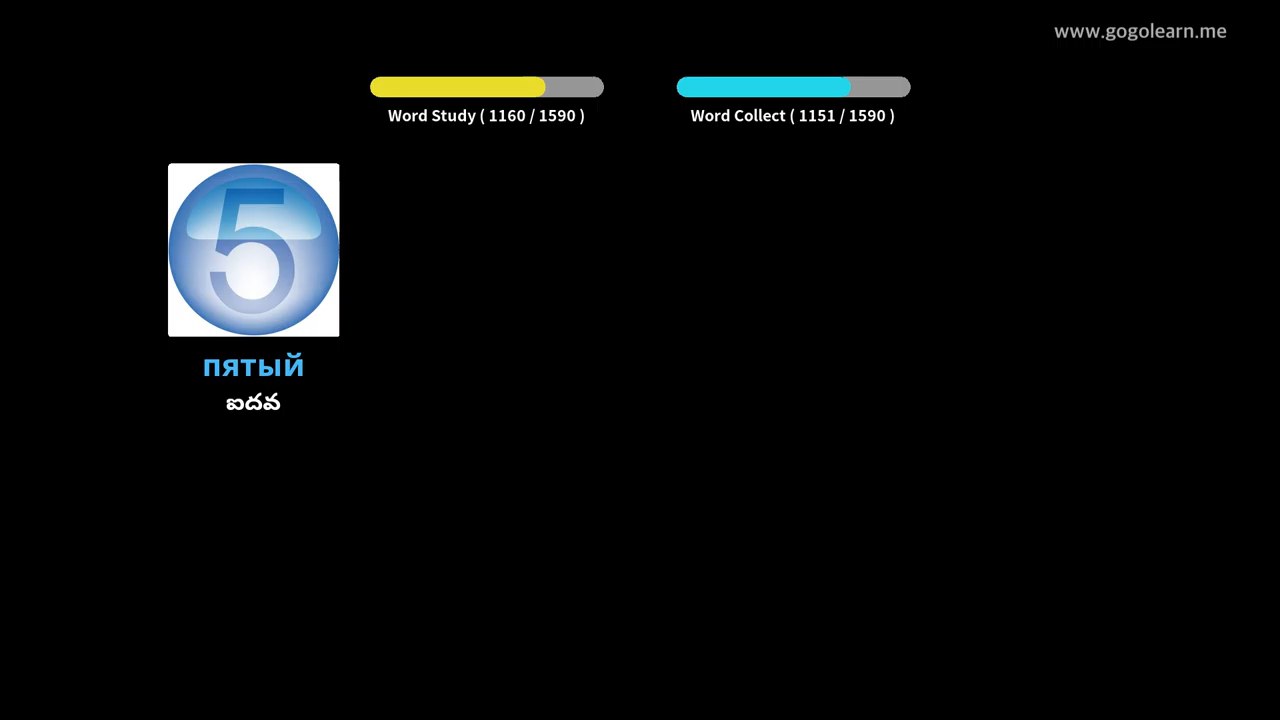 www.gogolearn.me
Word Study ( 1160 / 1590 )
Word Collect ( 1151 / 1590 )
5
пятый
ఐదవ